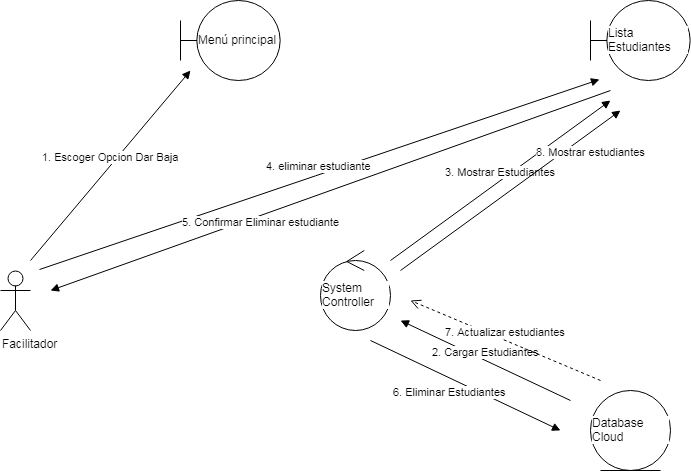 Menú principal
Lista
Estudiantes
1. Escoger Opcion Dar Baja
4. eliminar estudiante
8. Mostrar estudiantes
3. Mostrar Estudiantes
5. Confirmar Eliminar estudiante
System
Controller
Facilitador
7. Actualizar estudiantes
2. Cargar Estudiantes
6. Eliminar Estudiantes
Database
Cloud